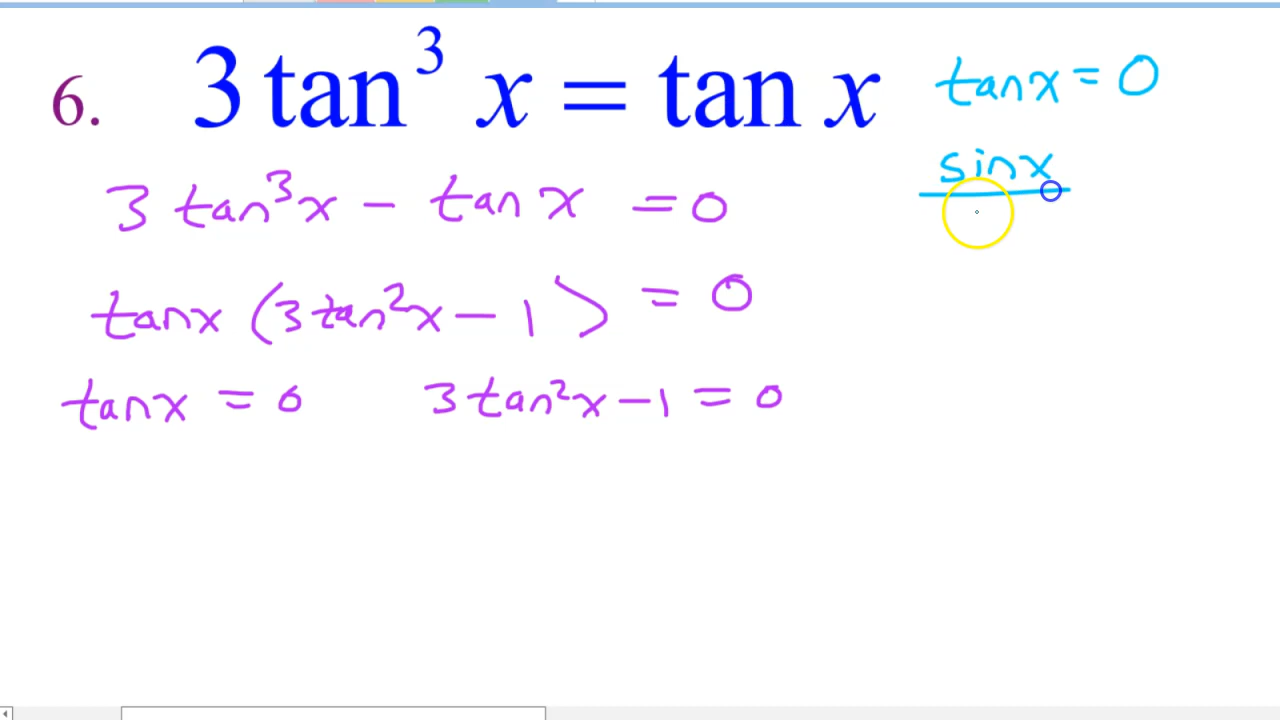 6. 3 tan³ x = tan x
3 tan³x - tan x = 0
tanx (3tan²x - 1) = 0
tanx = 0 3tan²x - 1 = 0
tanx = 0
sinx